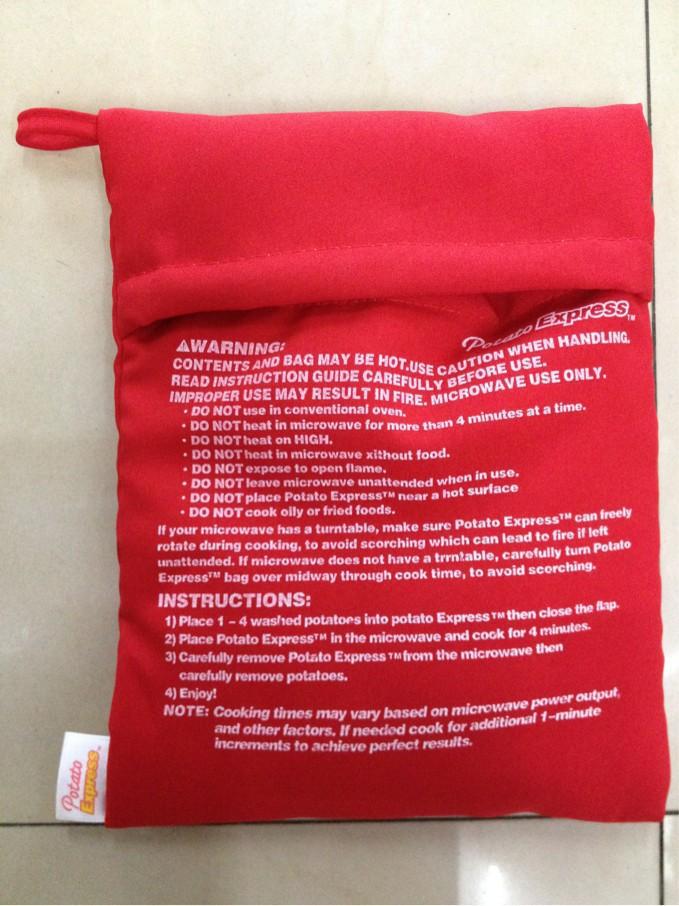 Potato Express™
⚠WARNING:
CONTENTS AND BAG MAY BE HOT.USE CAUTION WHEN HANDLING.
READ INSTRUCTION GUIDE CAREFULLY BEFORE USE.
IMPROPER USE MAY RESULT IN FIRE. MICROWAVE USE ONLY.
• DO NOT use in conventional oven.
• DO NOT heat in microwave for more than 4 minutes at a time.
• DO NOT heat on HIGH.
• DO NOT heat in microwave xithout food.
• DO NOT expose to open flame.
• DO NOT leave microwave unattended when in use.
• DO NOT place Potato Express™ near a hot surface
• DO NOT cook oily or fried foods.
If your microwave has a turntable, make sure Potato Express™ can freely
rotate during cooking, to avoid scorching which can lead to fire if left
unattended. If microwave does not have a trrntable, carefully turn Potato
Express™ bag over midway through cook time, to avoid scorching.
INSTRUCTIONS:
1) Place 1 – 4 washed potatoes into potato Express™ then close the flap.
2) Place Potato Express™ in the microwave and cook for 4 minutes.
3) Carefully remove Potato Express™ from the microwave then
carefully remove potatoes.
4) Enjoy!
NOTE: Cooking times may vary based on microwave power output,
and other factors. If needed cook for additional 1–minute
increments to achieve perfect results.
Potato
Express™